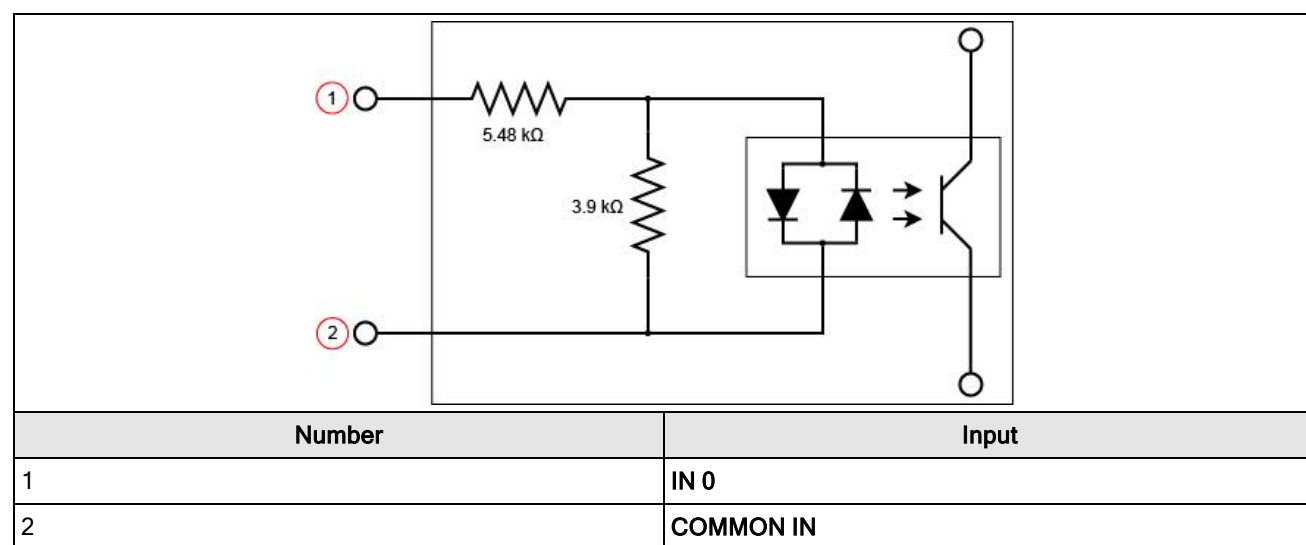 1
5.48 kΩ
3.9 kΩ
2
Number Input
1 IN 0
2 COMMON IN